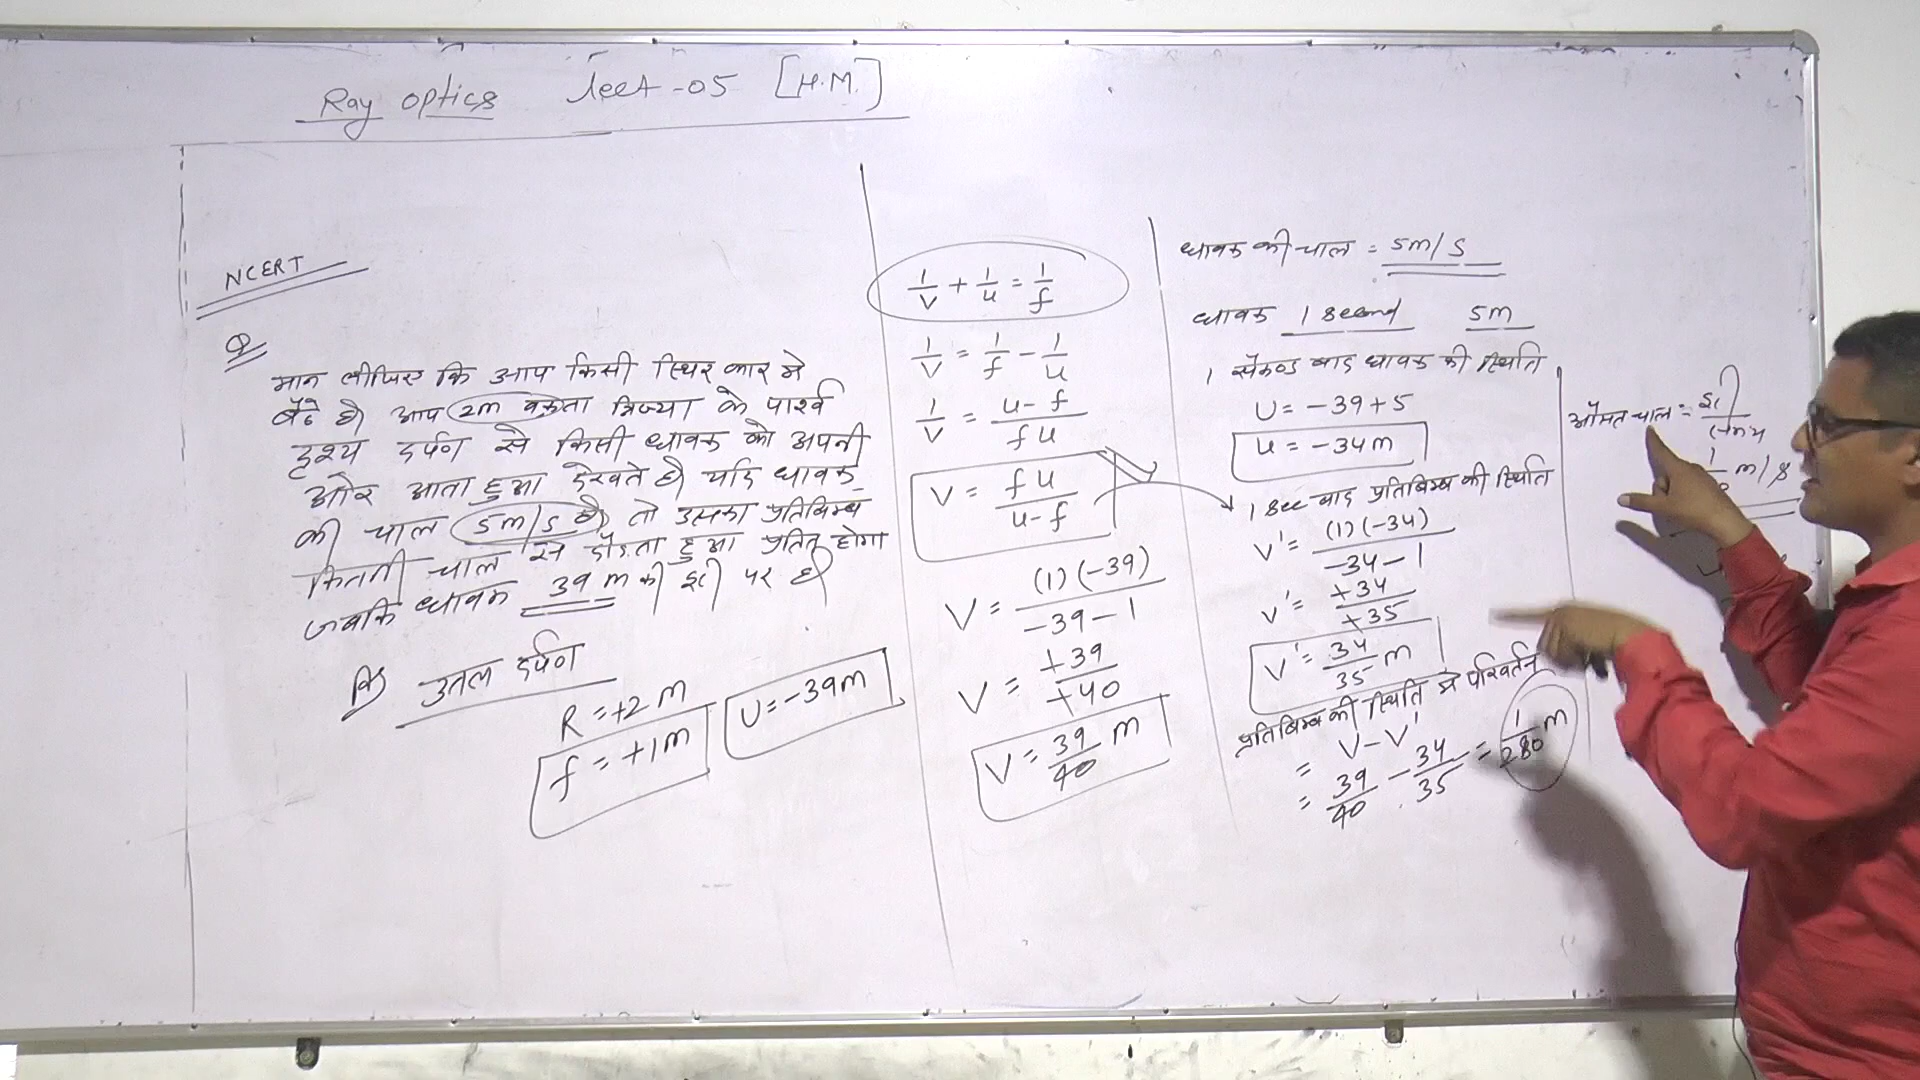 Ray optics Lect-05 [H.M.]
NCERT
Q
मान लीजिए कि आप किसी स्थिर कार मे
बैठे है। आप 2m वक्रता त्रिज्या के पार्श्व
दृश्य दर्पण से किसी धावक को अपनी
ओर आता हुआ देखते है। यदि धावक
की चाल 5m/s है। तो उसका प्रतिबिम्ब
कितनी चाल से दौड़ता हुआ प्रतित होगा
जबकि धावक 39 m की दूरी पर है।
उत्तल दर्पण
R = +2 m
f = +1m
U = -39m
1/v + 1/u = 1/f
1/v = 1/f - 1/u
1/v = u-f / fu
V = fu / u-f
V = (1)(-39) / -39-1
V = +39 / +40
V = 39/40 m
धावक की चाल = 5m/s
धावक 1 second 5m
1 सेकण्ड बाद धावक की स्थिति
U = -39+5
u = -34m
1 sec बाद प्रतिबिम्ब की स्थिति
V' = (1)(-34) / -34-1
V' = +34 / +35
V' = 34/35 m
प्रतिबिम्ब की स्थिति मे परिवर्तन
= V-V'
= 39/40 - 34/35 = 1/280 m
औसत चाल =
m/s